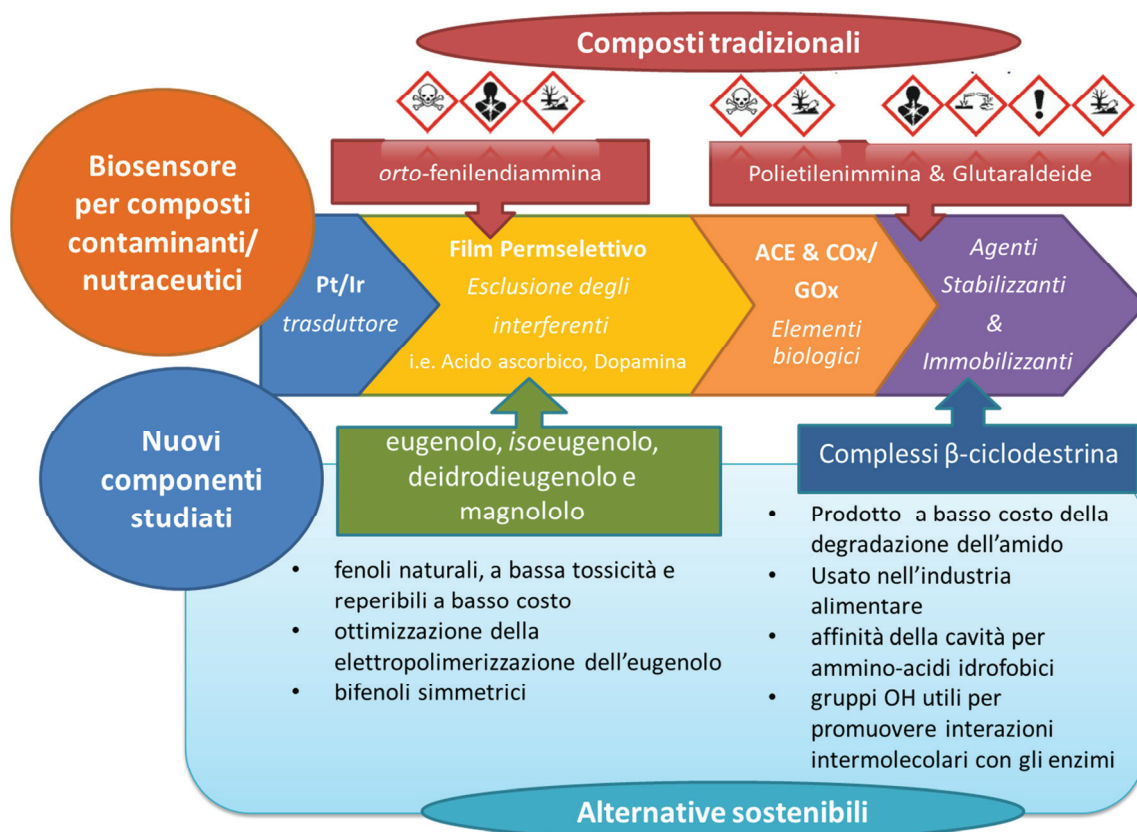 Composti tradizionali
Biosensore
per composti
contaminanti/
nutraceutici
orto-fenilendiammina
Polietilenimmina & Glutaraldeide
Pt/Ir
trasduttore
Film Permselettivo
Esclusione degli
interferenti
i.e. Acido ascorbico, Dopamina
ACE & COx/
GOx
Elementi
biologici
Agenti
Stabilizzanti
&
Immobilizzanti
Nuovi
componenti
studiati
eugenolo, isoeugenolo,
deidrodieugenolo e
magnololo
Complessi β-ciclodestrina
• fenoli naturali, a bassa tossicità e
reperibili a basso costo
• ottimizzazione della
elettropolimerizzazione dell'eugenolo
• bifenoli simmetrici
• Prodotto a basso costo della
degradazione dell'amido
• Usato nell'industria
alimentare
• affinità della cavità per
ammino-acidi idrofobici
• gruppi OH utili per
promuovere interazioni
intermolecolari con gli enzimi
Alternative sostenibili